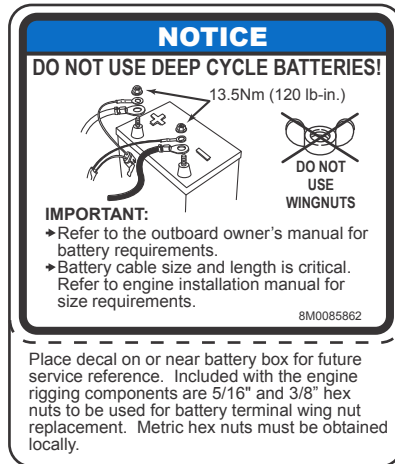 NOTICE
DO NOT USE DEEP CYCLE BATTERIES!
13.5Nm (120 lb-in.)
DO NOT
USE
WINGNUTS
IMPORTANT:
Refer to the outboard owner's manual for
battery requirements.
Battery cable size and length is critical.
Refer to engine installation manual for
size requirements.
8M0085862
Place decal on or near battery box for future
service reference. Included with the engine
rigging components are 5/16" and 3/8" hex
nuts to be used for battery terminal wing nut
replacement. Metric hex nuts must be obtained
locally.